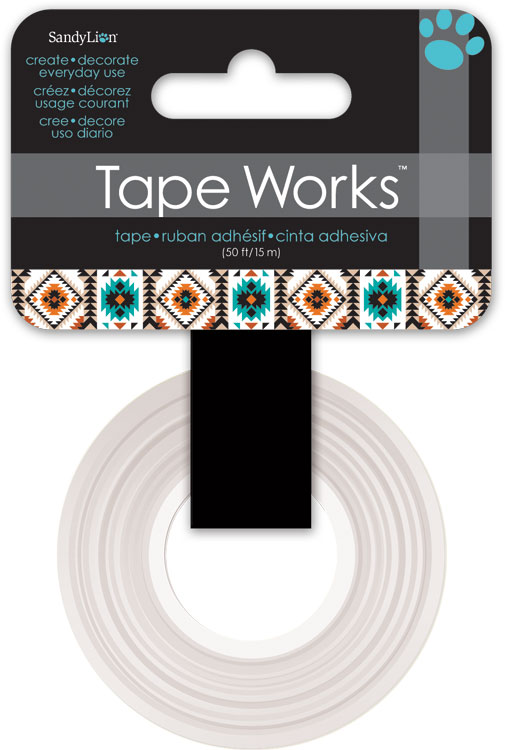 SandyLion
create•decorate
everyday use
créez•décorez
usage courant
cree•decore
uso diario
Tape Works™
tape•ruban adhésif•cinta adhesiva
(50 ft/15 m)